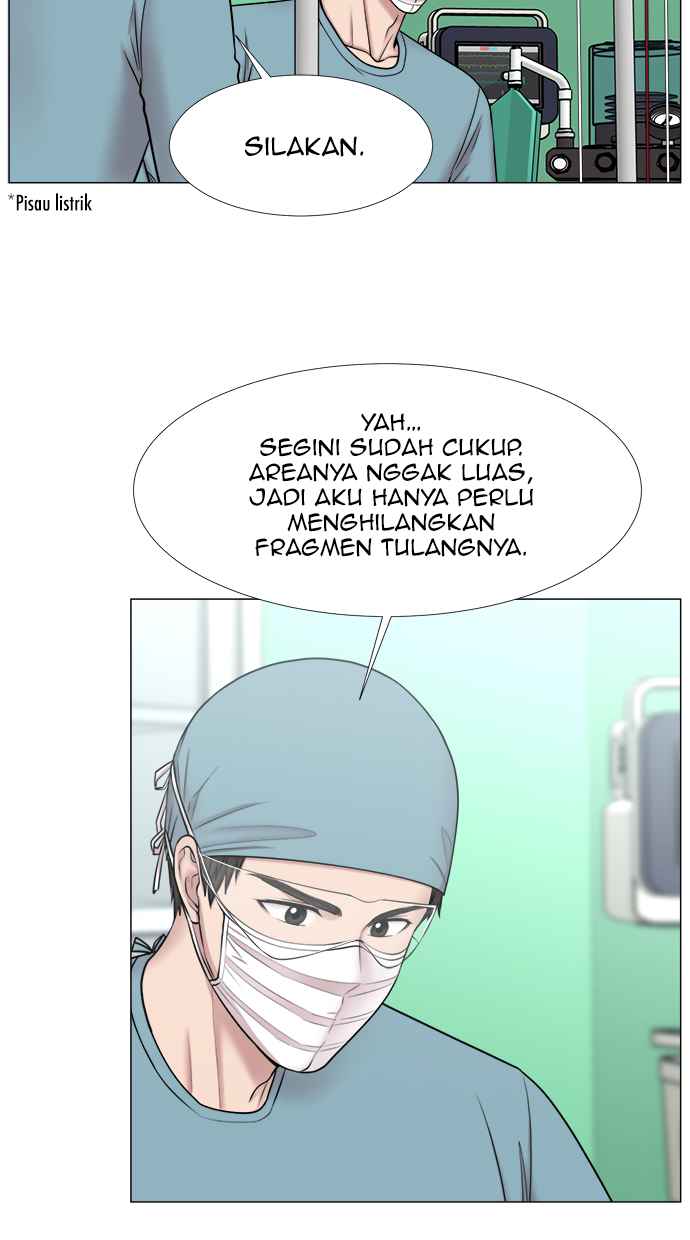 SILAKAN.
*Pisau listrik
YAH...
SEGINI SUDAH CUKUP.
AREANYA NGGAK LUAS,
JADI AKU HANYA PERLU
MENGHILANGKAN
FRAGMEN TULANGNYA.